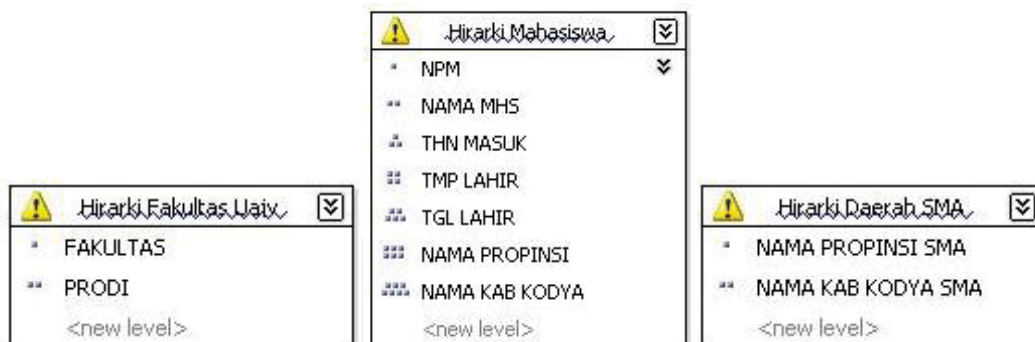 Hirarki Mahasiswa
NPM
NAMA MHS
THN MASUK
TMP LAHIR
TGL LAHIR
NAMA PROPINSI
NAMA KAB KODYA
<new level>
Hirarki Fakultas Univ
FAKULTAS
PRODI
<new level>
Hirarki Daerah SMA
NAMA PROPINSI SMA
NAMA KAB KODYA SMA
<new level>